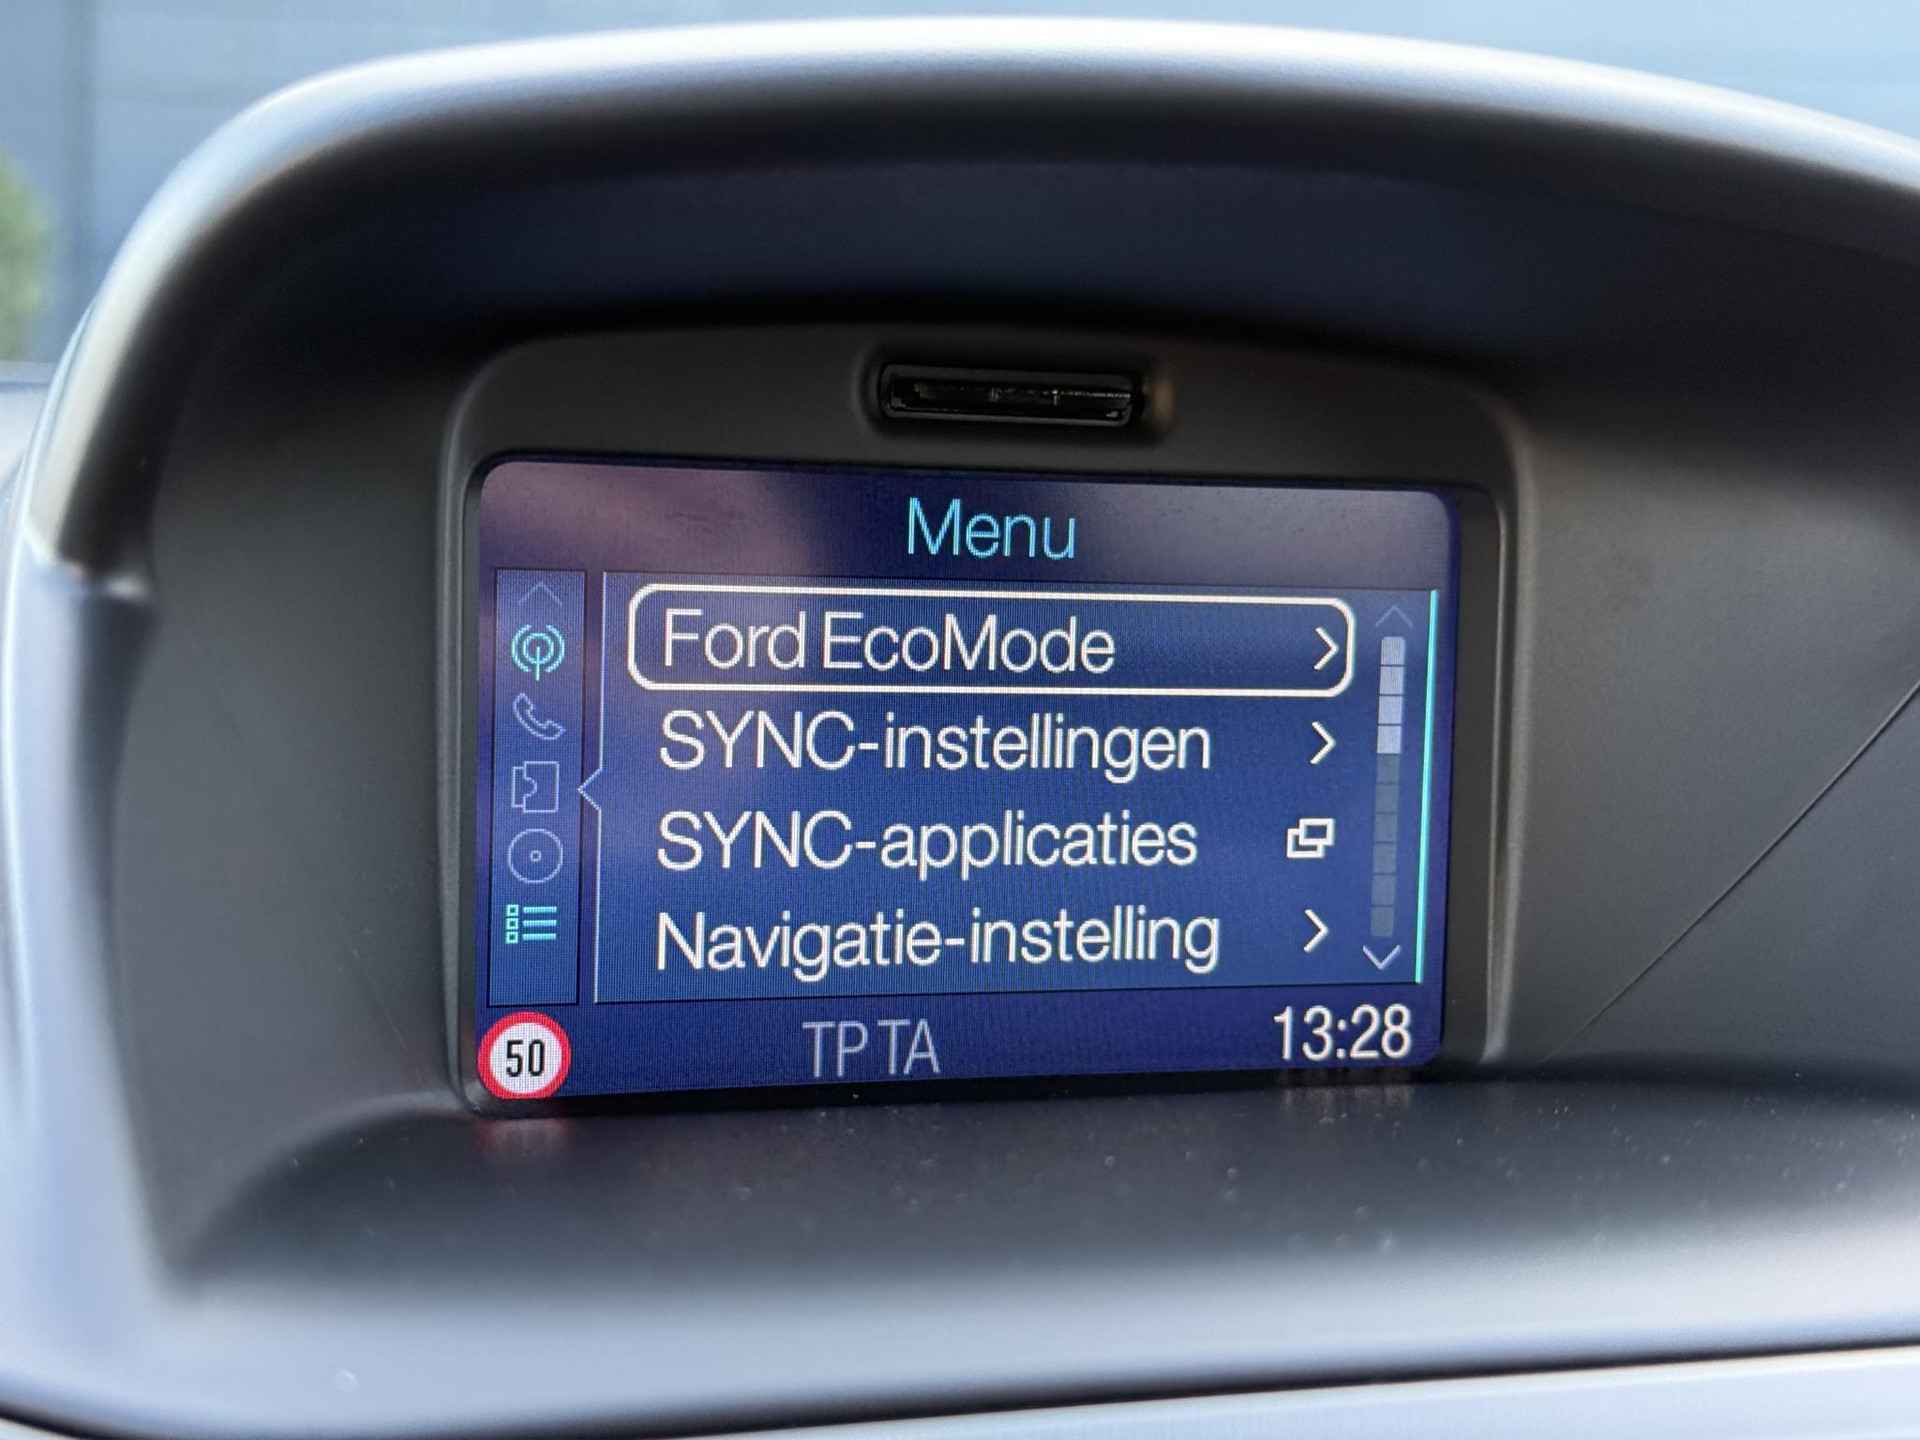 Menu
Ford EcoMode
SYNC-instellingen
SYNC-applicaties
Navigatie-instelling
50
TP TA
13:28